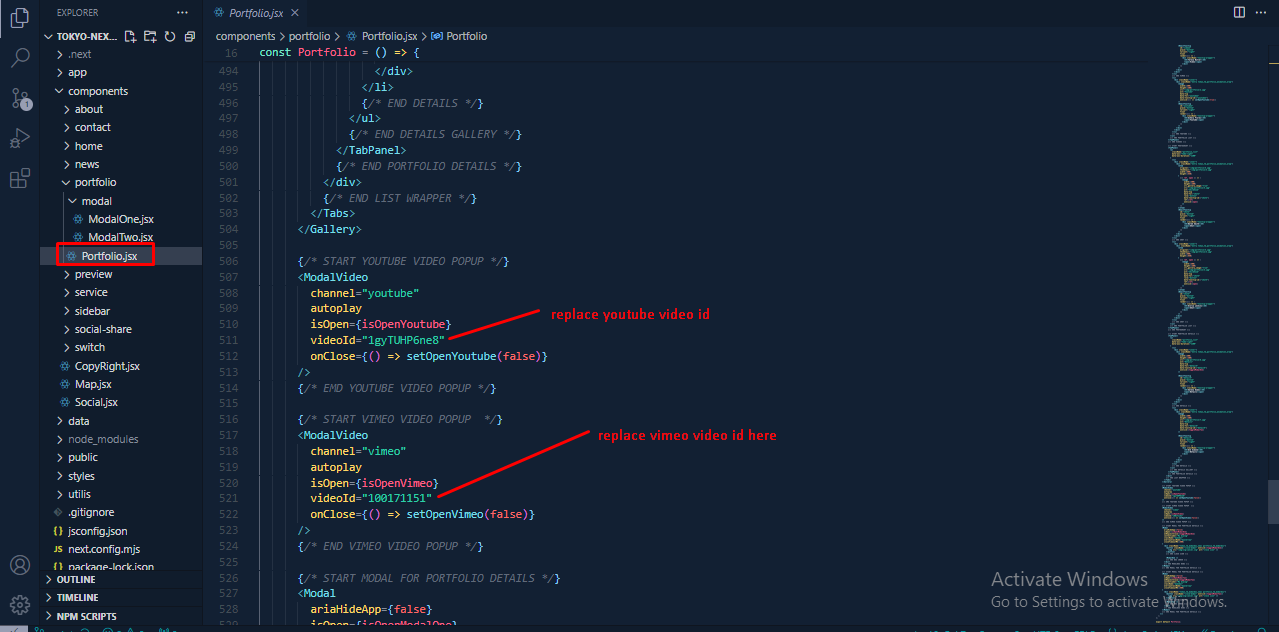 EXPLORER
TOKYO-NEX...
.next
app
components
about
contact
home
news
portfolio
modal
ModalOne.jsx
ModalTwo.jsx
Portfolio.jsx
preview
service
sidebar
social-share
switch
CopyRight.jsx
Map.jsx
Social.jsx
data
node_modules
public
styles
utilis
.gitignore
jsconfig.json
next.config.mjs
package-lock.json
OUTLINE
TIMELINE
NPM SCRIPTS
1
Portfolio.jsx
components > portfolio > Portfolio.jsx > Portfolio
16 const Portfolio = () => {
494 </div>
495 </li>
496 {/* END DETAILS */}
497 </ul>
498 {/* END DETAILS GALLERY */}
499 </TabPanel>
500 {/* END PORTFOLIO DETAILS */}
501 </div>
502 {/* END LIST WRAPPER */}
503 </Tabs>
504 </Gallery>
505
506 {/* START YOUTUBE VIDEO POPUP */}
507 <ModalVideo
508 channel="youtube"
509 autoplay
510 isOpen={isOpenYoutube}
511 videoId="1gyTUHP6ne8"
512 onClose={() => setOpenYoutube(false)}
513 />
514 {/* EMD YOUTUBE VIDEO POPUP */}
515
516 {/* START VIMEO VIDEO POPUP  */}
517 <ModalVideo
518 channel="vimeo"
519 autoplay
520 isOpen={isOpenVimeo}
521 videoId="100171151"
522 onClose={() => setOpenVimeo(false)}
523 />
524 {/* END VIMEO VIDEO POPUP */}
525
526 {/* START MODAL FOR PORTFOLIO DETAILS */}
527 <Modal
528 ariaHideApp={false}
isOpen={isOpenModalOne}
replace youtube video id
replace vimeo video id here
Activate Windows
Go to Settings to activate Windows.